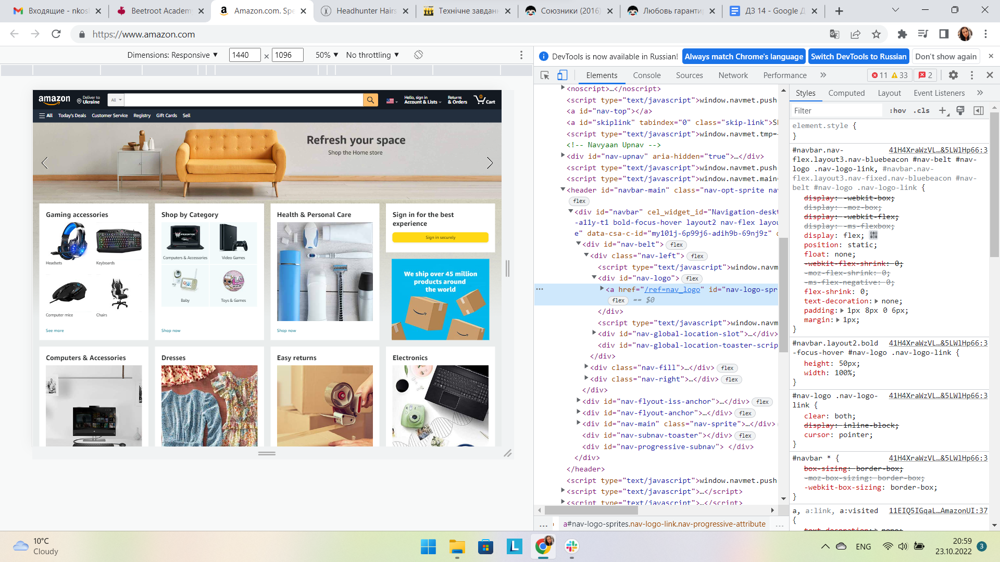 Входящие - nkos
Beetroot Academ
Amazon.com. Spe
Headhunter Hairs
Технічне завдан
Союзники (2016)
Любовь гаранти
ДЗ 14 - Google Д
https://www.amazon.com
Dimensions: Responsive
1440
×
1096
50%
No throttling
DevTools is now available in Russian!
Always match Chrome's language
Switch DevTools to Russian
Don't show again
Elements
Console
Sources
Network
Performance
11
33
2
amazon
Deliver to
Ukraine
All
Hello, sign in
Account & Lists
Returns
& Orders
0
Cart
All
Today's Deals
Customer Service
Registry
Gift Cards
Sell
Refresh your space
Shop the Home store
Gaming accessories
Headsets
Keyboards
Computer mice
Chairs
See more
Shop by Category
PREDATOR
Computers & Accessories
Video Games
Baby
Toys & Games
Shop now
Health & Personal Care
Shop now
Sign in for the best
experience
Sign in securely
We ship over 45 million
products around
the world
Computers & Accessories
Dresses
Easy returns
Electronics
<noscript>…</noscript>
<script type="text/javascript">window.navmet.push
<a id="nav-top"></a>
<a id="skiplink" tabindex="0" class="skip-link">Sk
<script type="text/javascript">window.navmet.tmp=+
<!-- Navyaan Upnav -->
<div id="nav-upnav" aria-hidden="true">…</div>
<script type="text/javascript">window.navmet.push
<script type="text/javascript">window.navmet.main=
<header id="navbar-main" class="nav-opt-sprite nav
flex
<div id="navbar" cel_widget_id="Navigation-deskt
-a11y-t1 bold-focus-hover layout2 nav-flex layou
e" data-csa-c-id="my101j-6p99j6-adih9b-69nj9z" c
<div id="nav-belt"> flex
<div class="nav-left"> flex
<script type="text/javascript">window.navm
<div id="nav-logo"> flex
<a href="/ref=nav_logo" id="nav-logo-spr
flex == $0
</div>
<script type="text/javascript">window.navm
<div id="nav-global-location-slot">…</div>
<div id="nav-global-location-toaster-scrip
</div>
<div class="nav-fill">…</div> flex
<div class="nav-right">…</div> flex
</div>
<div id="nav-flyout-iss-anchor">…</div> flex
<div id="nav-flyout-anchor">…</div> flex
<div id="nav-main" class="nav-sprite">…</div>
<div id="nav-subnav-toaster"></div> flex
<div id="nav-progressive-subnav"> </div>
</div>
</header>
<script type="text/javascript">window.navmet.push
<script type="text/javascript">…</script>
<script type="text/javascript">…</script>
… a#nav-logo-sprites.nav-logo-link.nav-progressive-attribute …
Styles
Computed
Layout
Event Listeners
Filter
:hov
.cls
element.style {
}
#navbar.nav- 41H4XraWzVL…&5LWlHp66:3
flex.layout3.nav-bluebeacon #nav-belt #nav-
logo .nav-logo-link, #navbar.nav-
flex.layout3.nav-fixed.nav-bluebeacon #nav-
belt #nav-logo .nav-logo-link {
display: -webkit-box;
display: -moz-box;
display: -webkit-flex;
display: -ms-flexbox;
display: flex;
position: static;
float: none;
-webkit-flex-shrink: 0;
-moz-flex-shrink: 0;
-ms-flex-negative: 0;
flex-shrink: 0;
text-decoration: none;
padding: 1px 8px 0 6px;
margin: 1px;
}
#navbar.layout2.bold 41H4XraWzVL…&5LWlHp66:3
-focus-hover #nav-logo .nav-logo-link {
height: 50px;
width: 100%;
}
#nav-logo .nav-logo- 41H4XraWzVL…&5LWlHp66:3
link {
clear: both;
display: inline-block;
cursor: pointer;
}
#navbar * { 41H4XraWzVL…&5LWlHp66:3
box-sizing: border-box;
-moz-box-sizing: border-box;
-webkit-box-sizing: border-box;
}
a, a:link, a:visited 11EIQ5IGqaL…AmazonUI:37
{
text-decoration: none;
10°C
Cloudy
ENG
20:59
23.10.2022
3